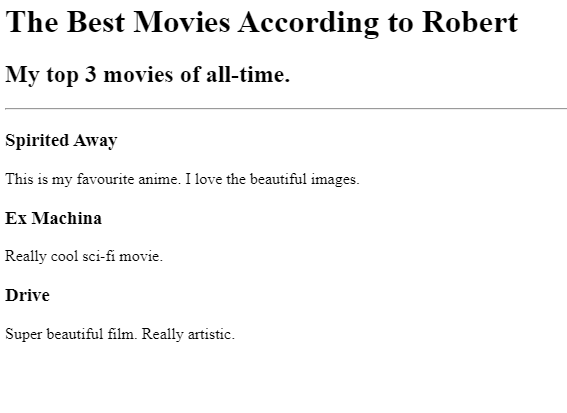 The Best Movies According to Robert
My top 3 movies of all-time.
Spirited Away
This is my favourite anime. I love the beautiful images.
Ex Machina
Really cool sci-fi movie.
Drive
Super beautiful film. Really artistic.